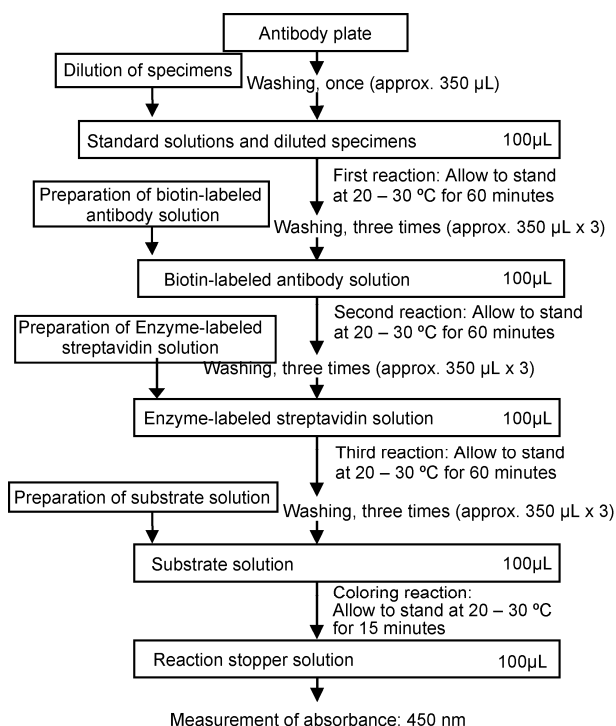 Antibody plate
Dilution of specimens
Washing, once (approx. 350 µL)
Standard solutions and diluted specimens 100µL
First reaction: Allow to stand
at 20 – 30 ºC for 60 minutes
Preparation of biotin-labeled
antibody solution
Washing, three times (approx. 350 µL x 3)
Biotin-labeled antibody solution 100µL
Second reaction: Allow to stand
at 20 – 30 ºC for 60 minutes
Preparation of Enzyme-labeled
streptavidin solution
Washing, three times (approx. 350 µL x 3)
Enzyme-labeled streptavidin solution 100µL
Third reaction: Allow to stand
at 20 – 30 ºC for 60 minutes
Preparation of substrate solution
Washing, three times (approx. 350 µL x 3)
Substrate solution 100µL
Coloring reaction:
Allow to stand at 20 – 30 ºC
for 15 minutes
Reaction stopper solution 100µL
Measurement of absorbance: 450 nm